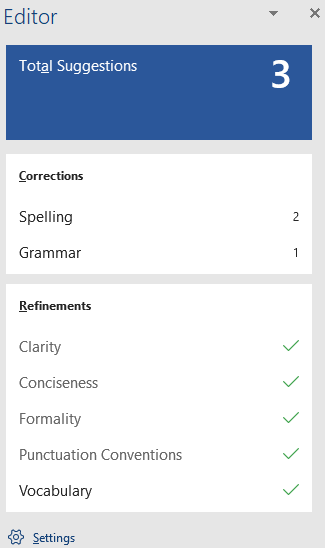 Editor
Total Suggestions 3
Corrections
Spelling 2
Grammar 1
Refinements
Clarity
Conciseness
Formality
Punctuation Conventions
Vocabulary
Settings